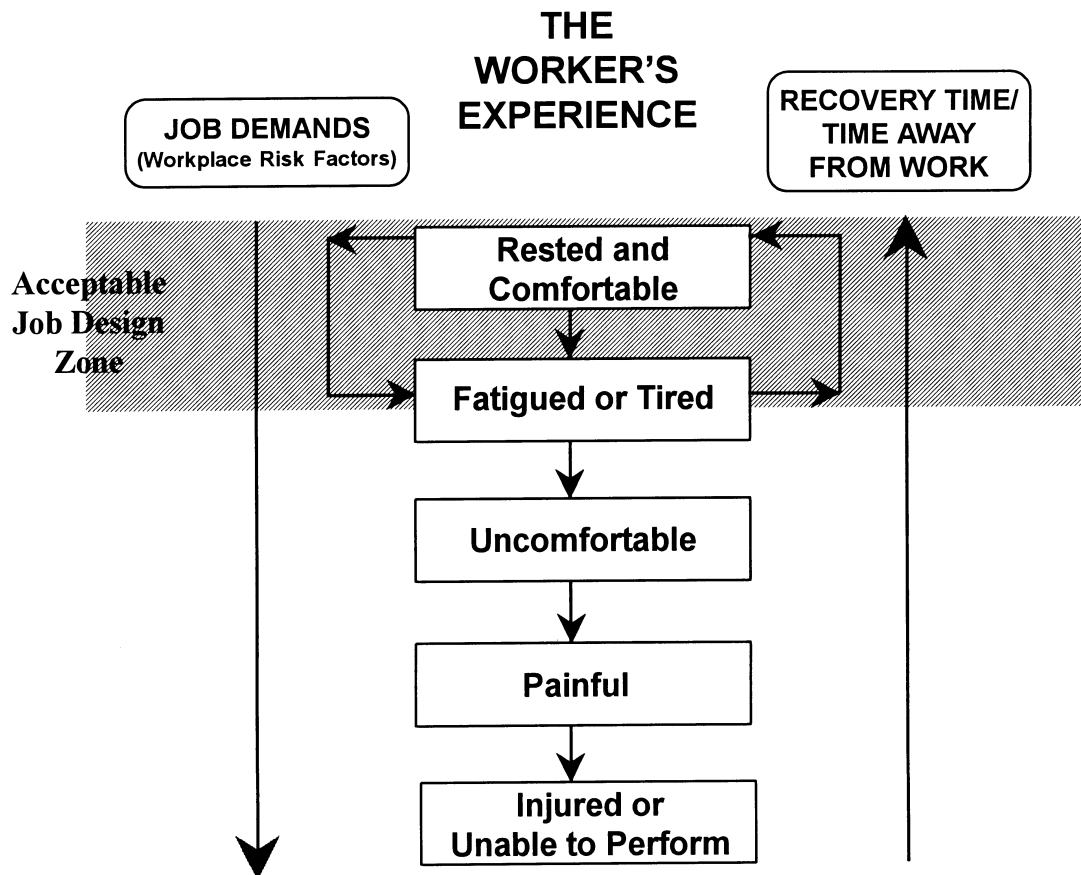 THE
WORKER'S
EXPERIENCE
JOB DEMANDS
(Workplace Risk Factors)
RECOVERY TIME/
TIME AWAY
FROM WORK
Acceptable
Job Design
Zone
Rested and
Comfortable
Fatigued or Tired
Uncomfortable
Painful
Injured or
Unable to Perform